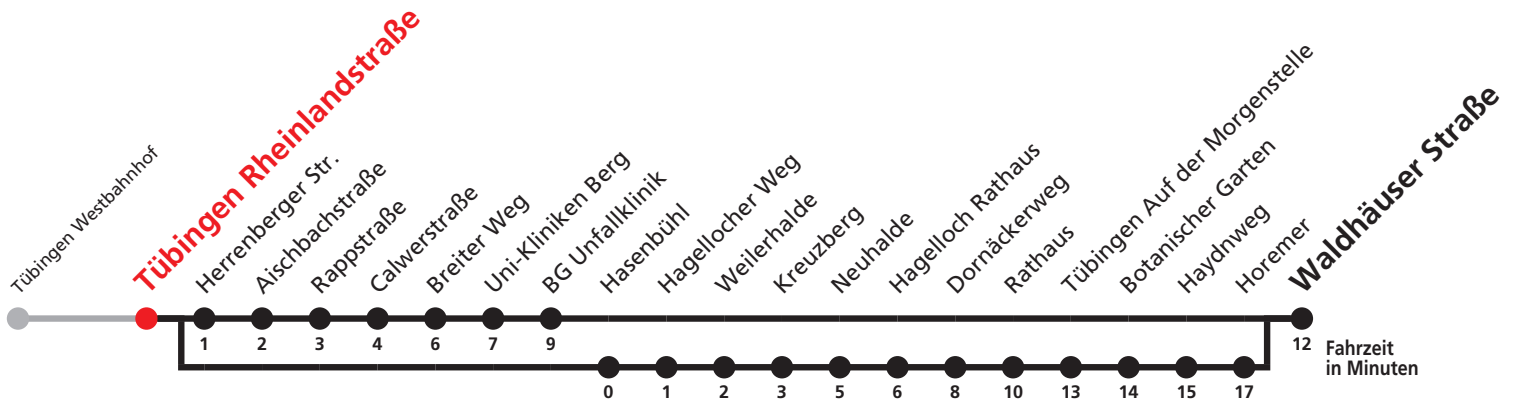 Tübingen Westbahnhof
Tübingen Rheinlandstraße
Herrenberger Str.
Aischbachstraße
Rappstraße
Calwerstraße
Breiter Weg
Uni-Kliniken Berg
BG Unfallklinik
Hasenbühl
Hagellocher Weg
Weilerhalde
Kreuzberg
Neuhalde
Hagelloch Rathaus
Dornäckerweg
Rathaus
Tübingen Auf der Morgenstelle
Botanischer Garten
Haydnweg
Horemer
Waldhäuser Straße
1 2 3 4 6 7 9 12
Fahrzeit
in Minuten
0 1 2 3 5 6 8 10 13 14 15 17